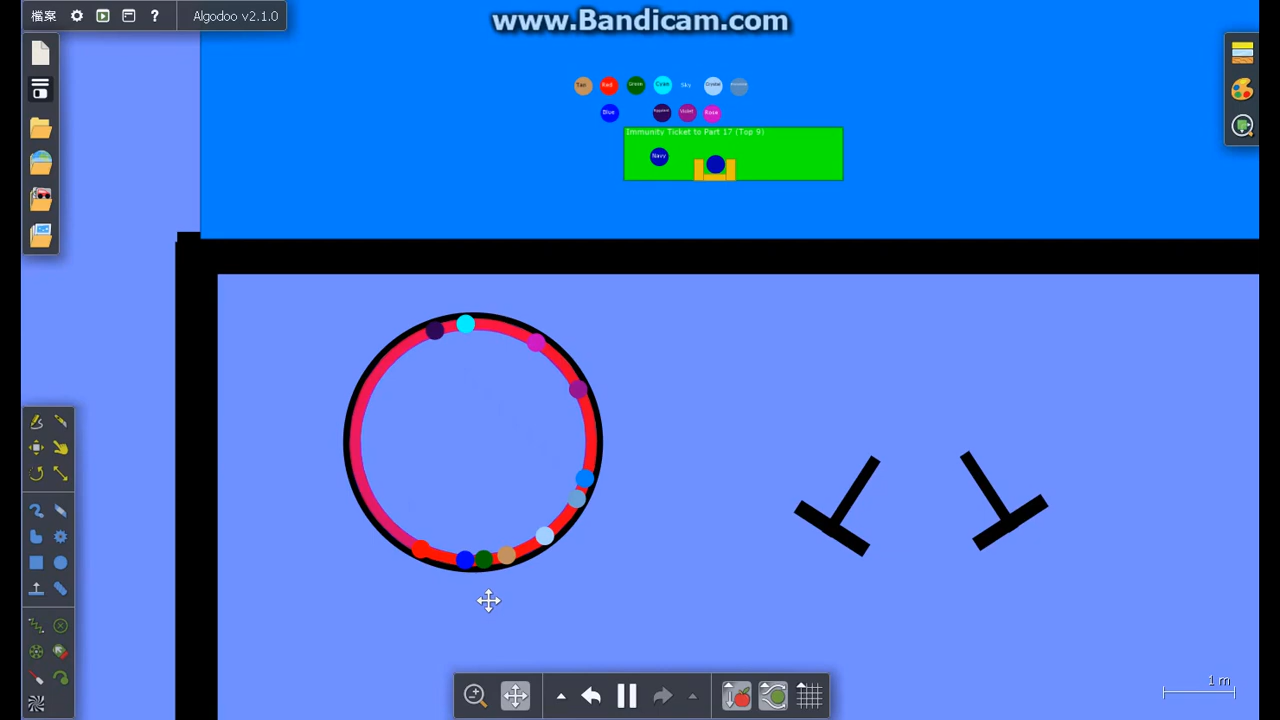 www.Bandicam.com
檔案 ? Algodoo v2.1.0
Tan Red Green Cyan Sky
Blue Rose
Immunity Ticket to Part 17 (Top 9)
Navy
1 m